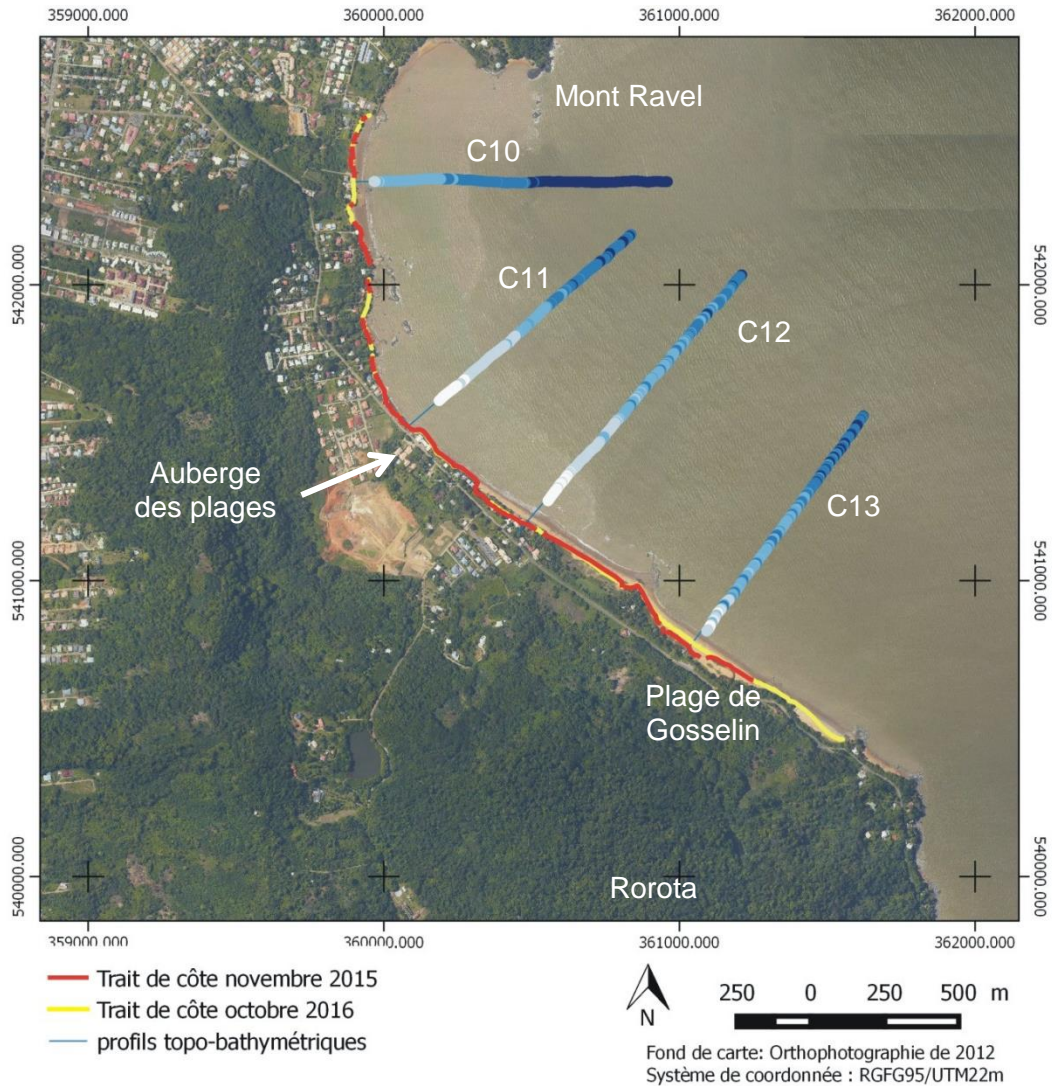 359000.000 360000.000 361000.000 362000.000
Mont Ravel
C10
542000.000 542000.000
C11
C12
Auberge
des plages
C13
541000.000 541000.000
Plage de
Gosselin
Rorota
540000.000 540000.000
359000.000 360000.000 361000.000 362000.000
Trait de côte novembre 2015
Trait de côte octobre 2016
profils topo-bathymétriques
N
250 0 250 500 m
Fond de carte: Orthophotographie de 2012
Système de coordonnée : RGFG95/UTM22m